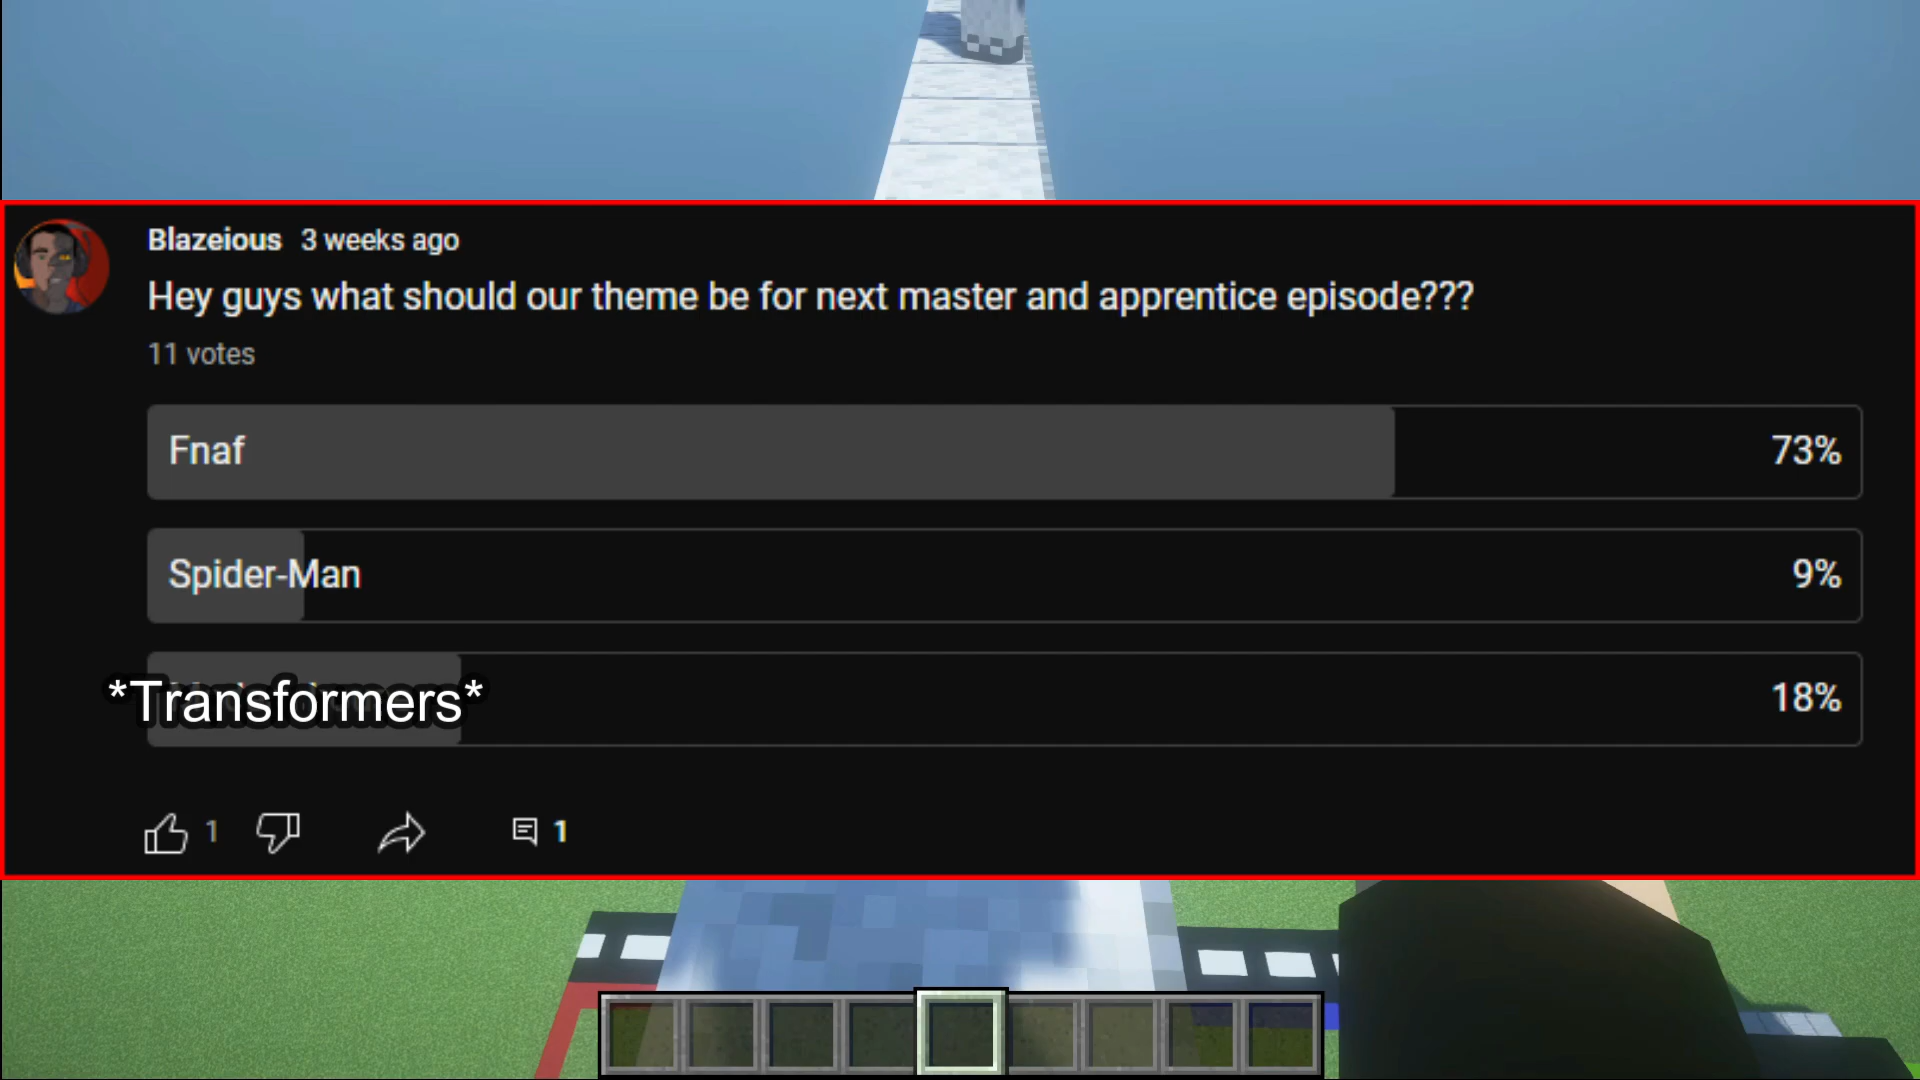 Blazeious 3 weeks ago
Hey guys what should our theme be for next master and apprentice episode???
11 votes
Fnaf 73%
Spider-Man 9%
*Transformers* 18%
1 1